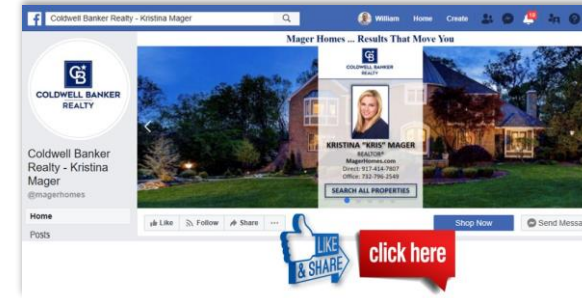 Coldwell Banker Realty - Kristina Mager
William Home Create
Mager Homes ... Results That Move You
CB
COLDWELL BANKER
REALTY
COLDWELL BANKER
REALTY
KRISTINA "KRIS" MAGER
REALTOR®
MagerHomes.com
Direct: 917-414-7807
Office: 732-796-2549
SEARCH ALL PROPERTIES
Coldwell Banker
Realty - Kristina
Mager
@magerhomes
Home
Posts
Like Follow Share ...
Shop Now
Send Messa
LIKE
& SHARE
click here